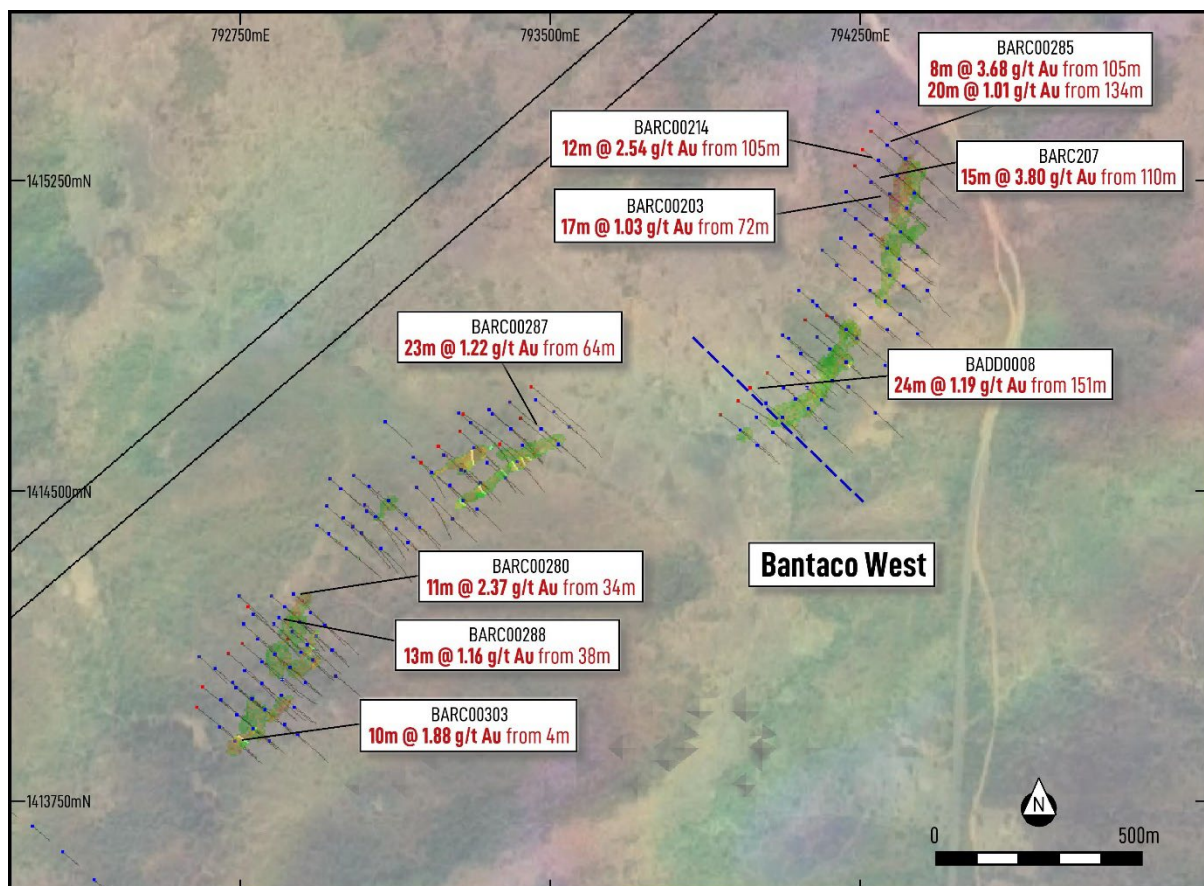 792750mE
793500mE
794250mE
BARC00285
8m @ 3.68 g/t Au from 105m
20m @ 1.01 g/t Au from 134m
BARC00214
12m @ 2.54 g/t Au from 105m
BARC207
15m @ 3.80 g/t Au from 110m
1415250mN
BARC00203
17m @ 1.03 g/t Au from 72m
BARC00287
23m @ 1.22 g/t Au from 64m
BADD0008
24m @ 1.19 g/t Au from 151m
1414500mN
Bantaco West
BARC00280
11m @ 2.37 g/t Au from 34m
BARC00288
13m @ 1.16 g/t Au from 38m
BARC00303
10m @ 1.88 g/t Au from 4m
1413750mN
N
0
500m